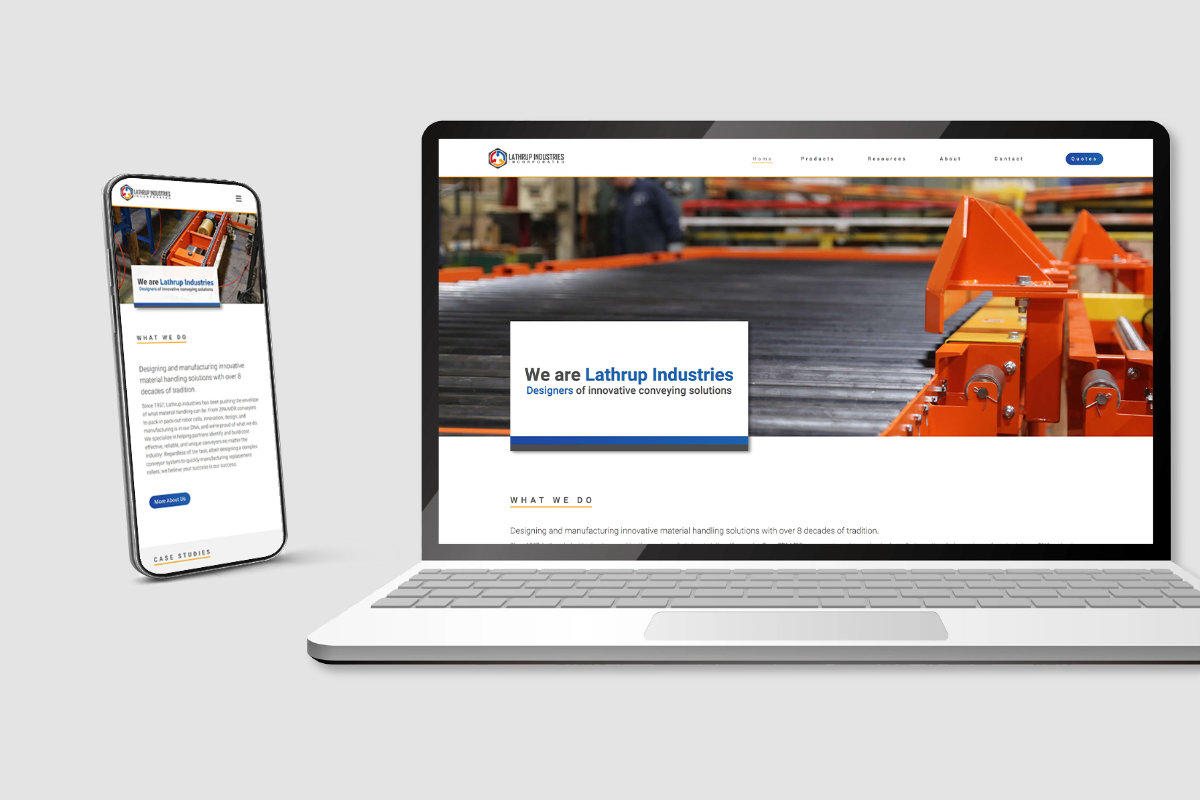 LATHRUP INDUSTRIES
INCORPORATED
We are Lathrup Industries
Designers of innovative conveying solutions
WHAT WE DO
Designing and manufacturing innovative
material handling solutions with over 8
decades of tradition.
Since 1937, Lathrup Industries has been pushing the envelope
of what material handling can be. From ZPA/MDR conveyors
to pack-in pack-out robot cells, innovation, design, and
manufacturing is in our DNA, and we're proud of what we do.
We specialize in helping partners identify and build cost
effective, reliable, and unique conveyors no matter the
industry. Regardless of the task, albeit designing a complex
conveyor system to quickly manufacturing replacement
rollers, we believe your success is our success.
More About Us
CASE STUDIES
LATHRUP INDUSTRIES
INCORPORATED
Home Products Resources About Contact Quotes
We are Lathrup Industries
Designers of innovative conveying solutions
WHAT WE DO
Designing and manufacturing innovative material handling solutions with over 8 decades of tradition.